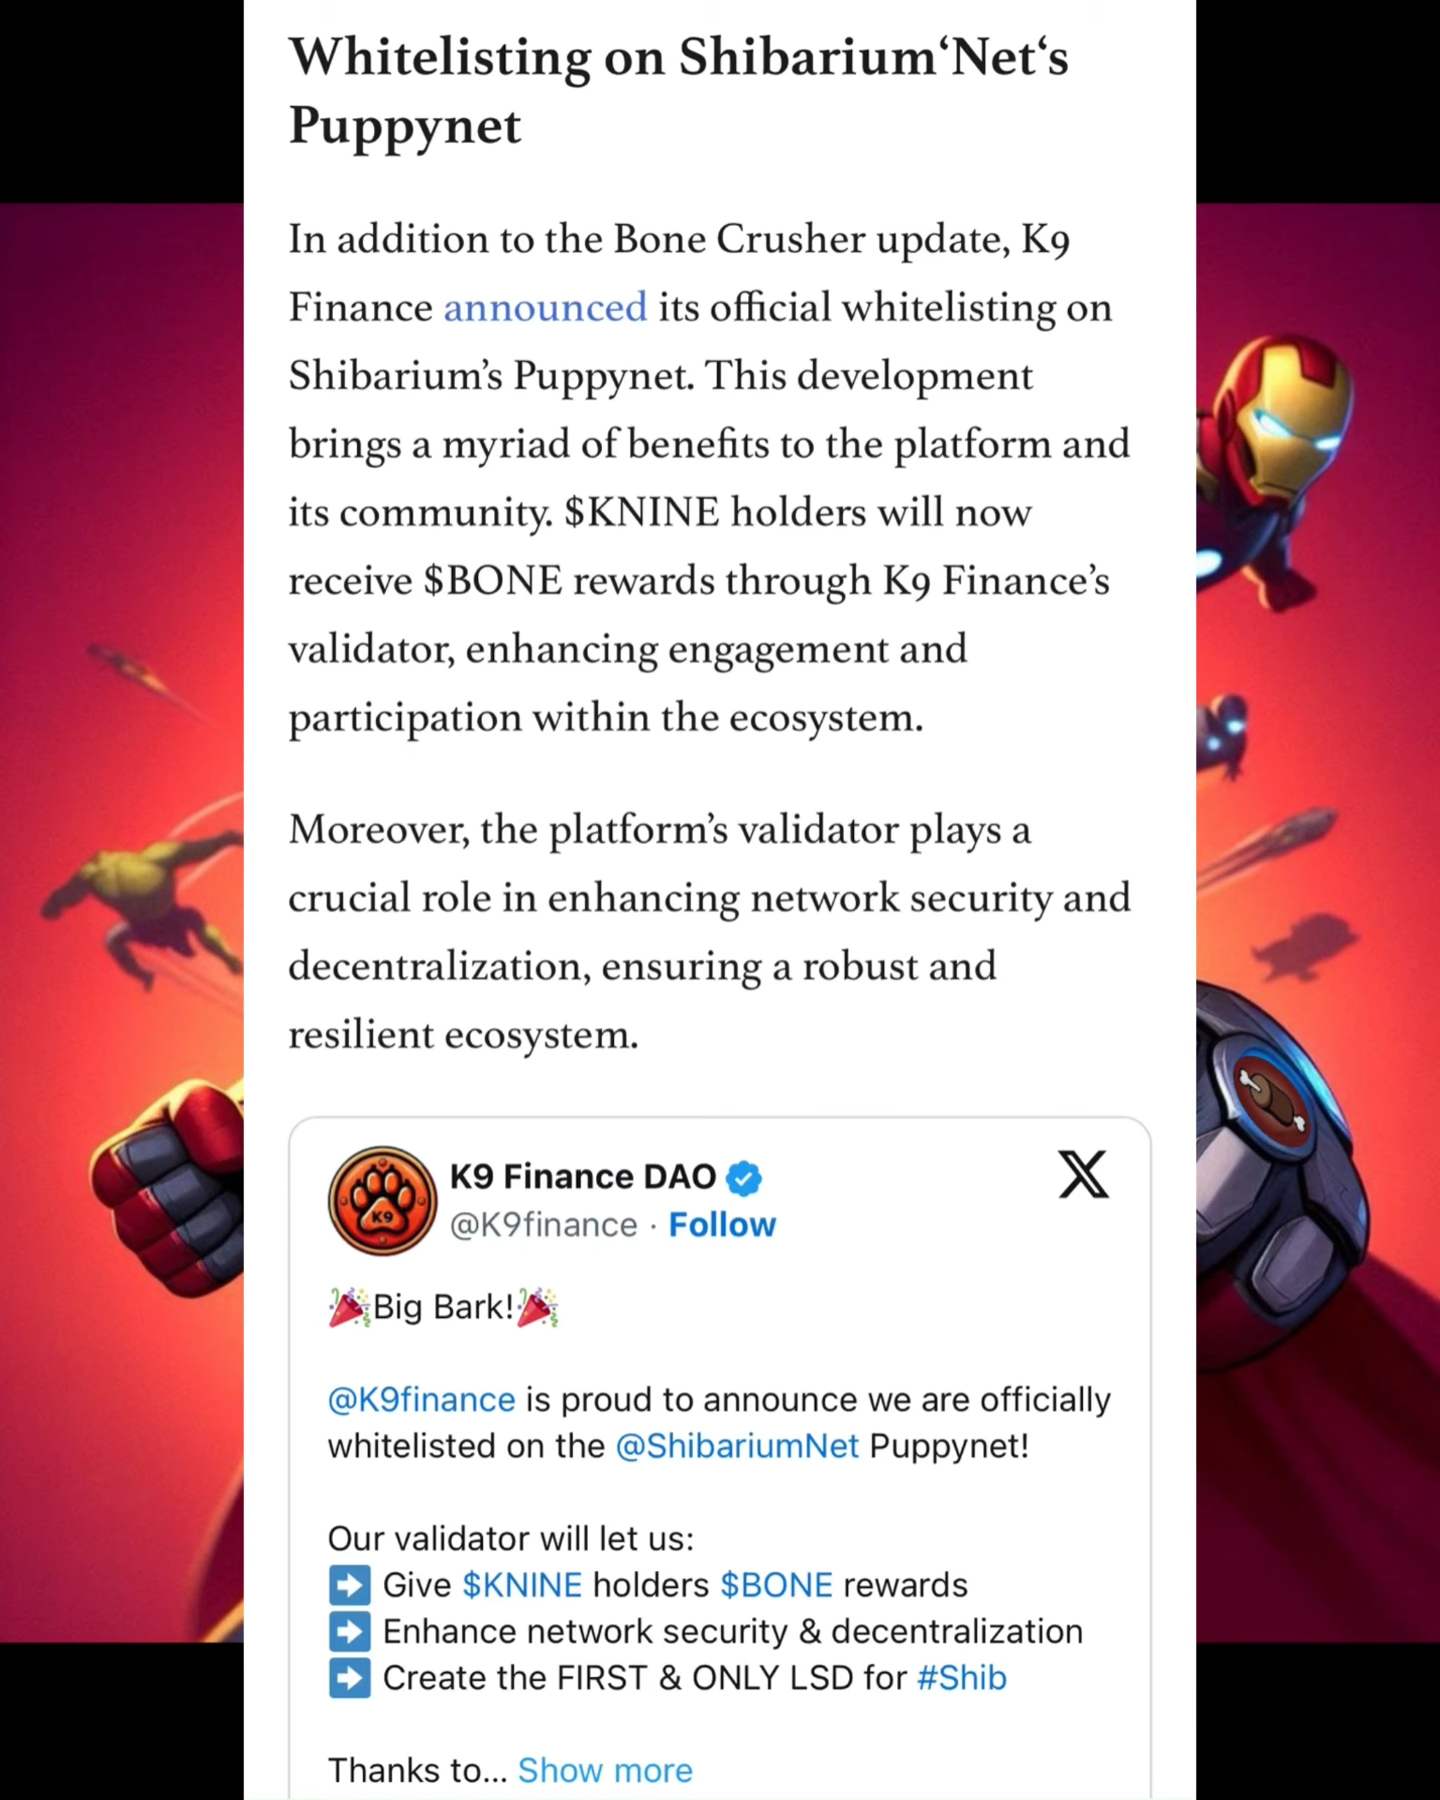 Whitelisting on Shibarium‘Net‘s
Puppynet
In addition to the Bone Crusher update, K9
Finance announced its official whitelisting on
Shibarium’s Puppynet. This development
brings a myriad of benefits to the platform and
its community. $KNINE holders will now
receive $BONE rewards through K9 Finance’s
validator, enhancing engagement and
participation within the ecosystem.
Moreover, the platform’s validator plays a
crucial role in enhancing network security and
decentralization, ensuring a robust and
resilient ecosystem.
K9
K9 Finance DAO
@K9finance · Follow
🎉Big Bark!🎉
@K9finance is proud to announce we are officially
whitelisted on the @ShibariumNet Puppynet!
Our validator will let us:
➡️ Give $KNINE holders $BONE rewards
➡️ Enhance network security & decentralization
➡️ Create the FIRST & ONLY LSD for #Shib
Thanks to... Show more